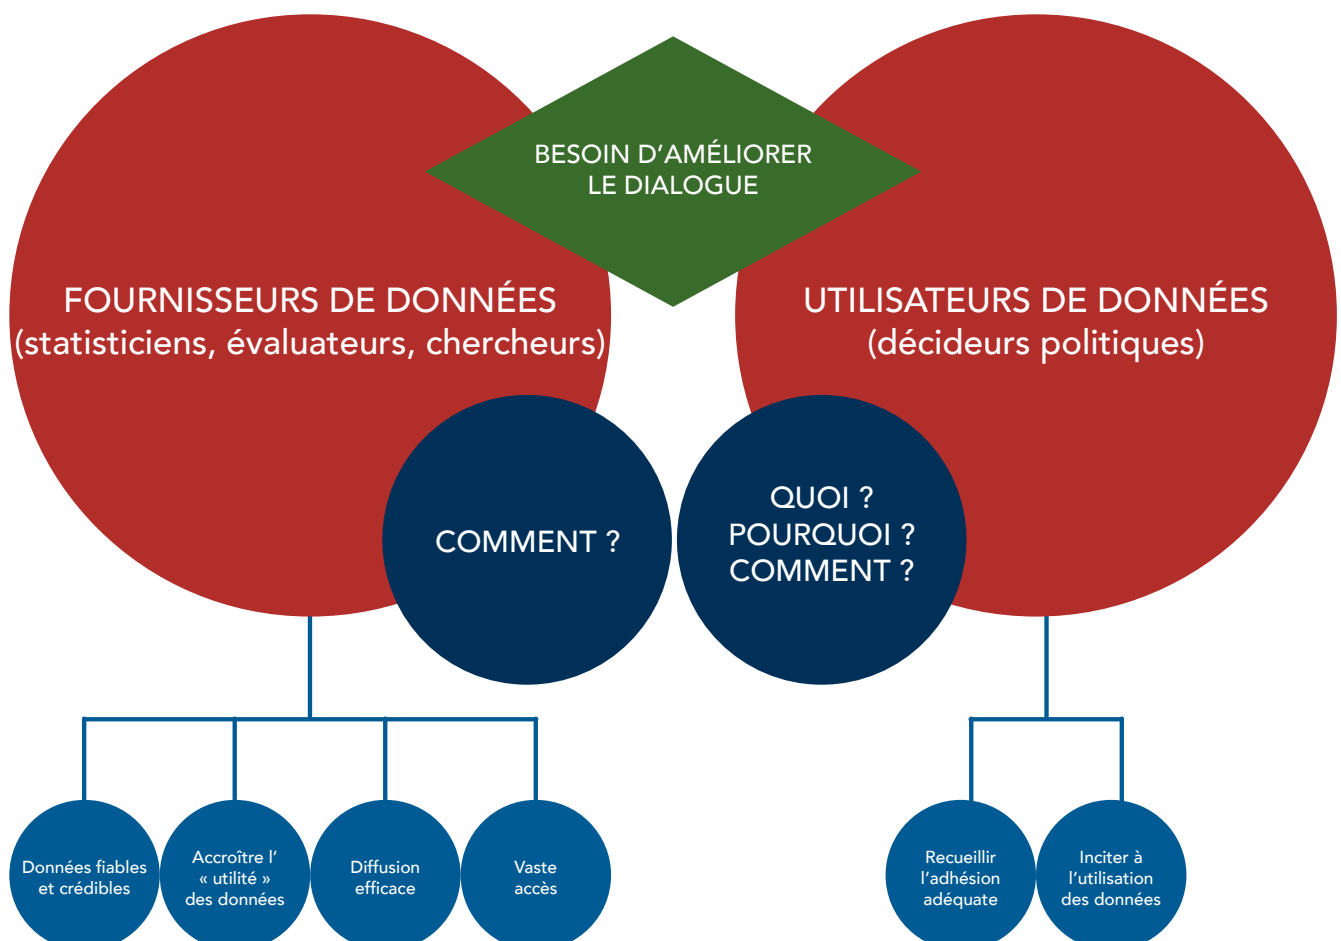 BESOIN D’AMÉLIORER
LE DIALOGUE
FOURNISSEURS DE DONNÉES
(statisticiens, évaluateurs, chercheurs)
UTILISATEURS DE DONNÉES
(décideurs politiques)
COMMENT ?
QUOI ?
POURQUOI ?
COMMENT ?
Données fiables
et crédibles
Accroître l’
« utilité »
des données
Diffusion
efficace
Vaste
accès
Recueillir
l’adhésion
adéquate
Inciter à
l’utilisation
des données